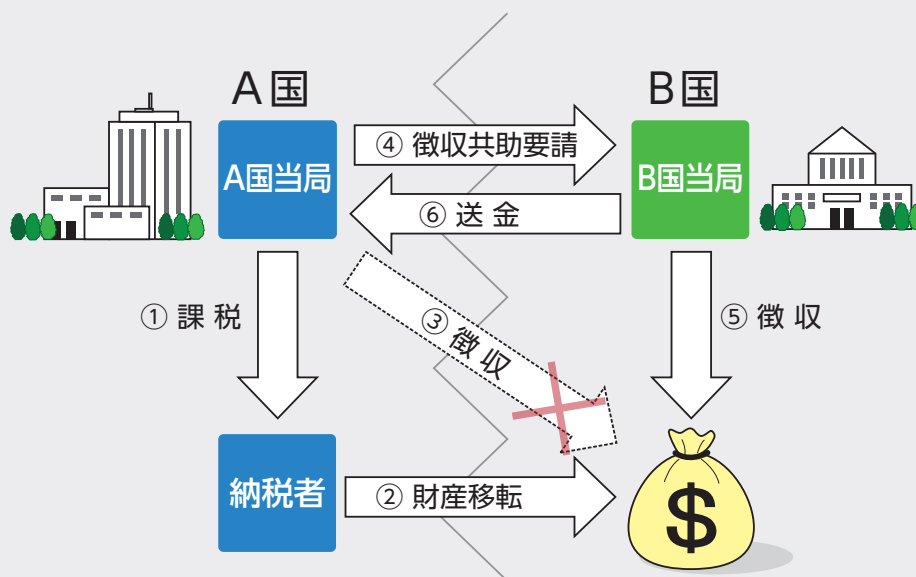 A国
B国
A国当局
④ 徴収共助要請
B国当局
⑥ 送 金
① 課 税
③ 徴 収
⑤ 徴 収
納税者
② 財産移転
$